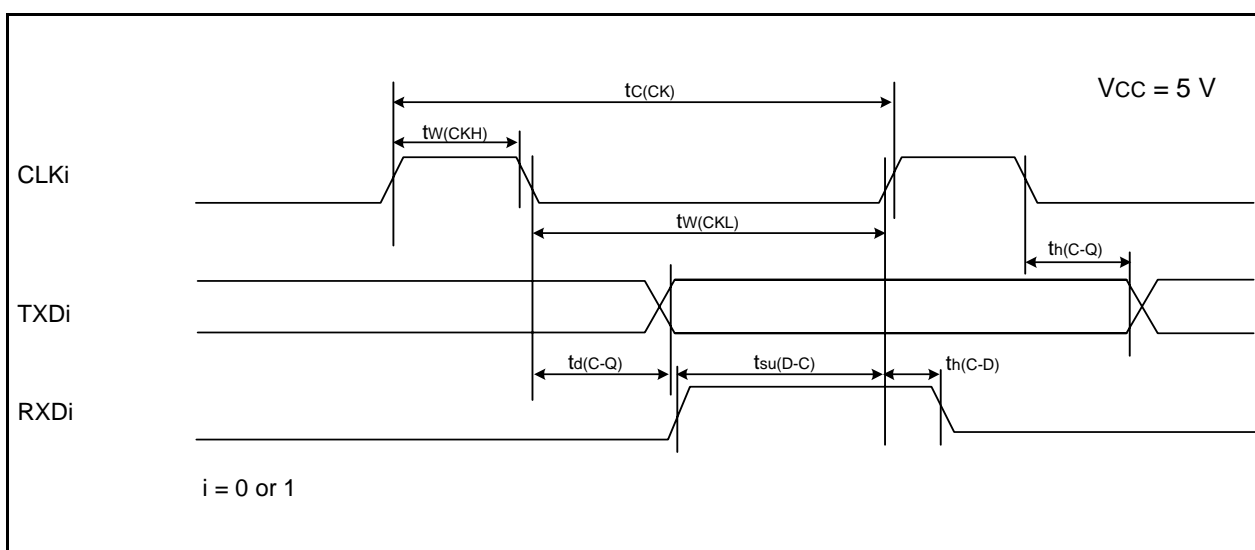 tC(CK)
VCC = 5 V
tW(CKH)
CLKi
tW(CKL)
th(C-Q)
TXDi
td(C-Q)
tsu(D-C)
th(C-D)
RXDi
i = 0 or 1